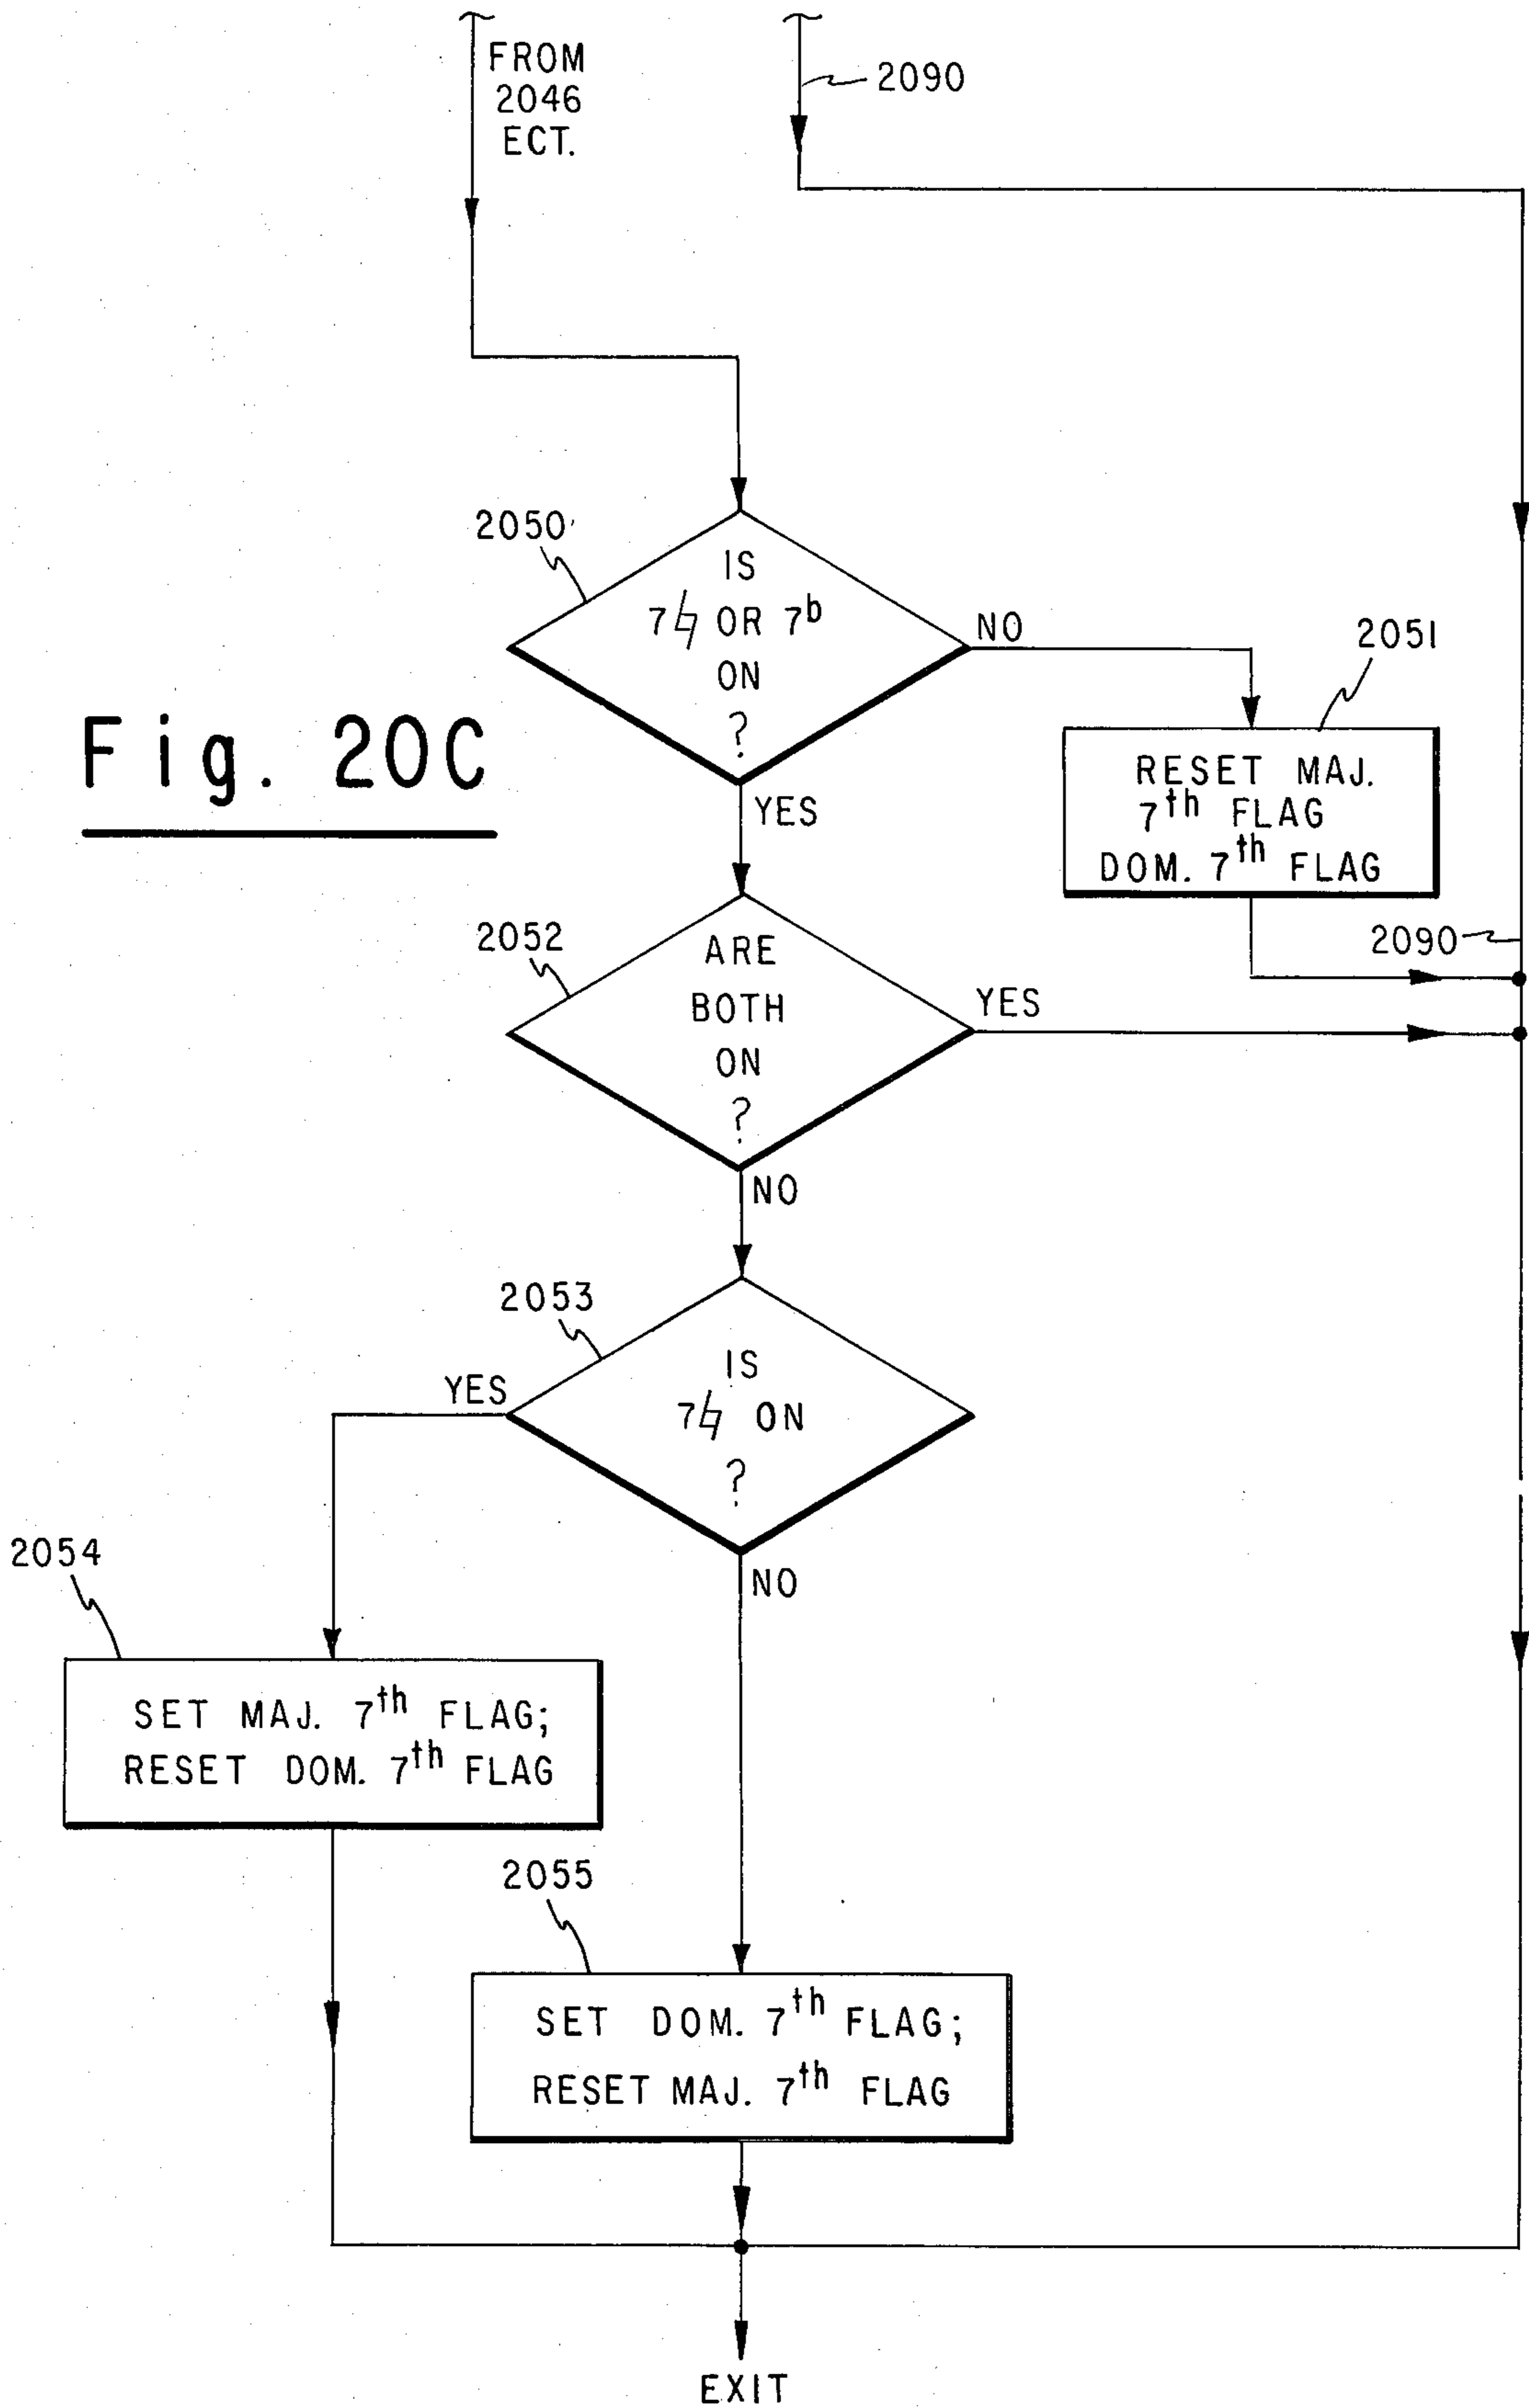 FROM
2046
ECT.
2090
2050
IS
7♮ OR 7b
ON
?
NO
2051
RESET MAJ.
7th FLAG
DOM. 7th FLAG
Fig. 20C
YES
2090
2052
ARE
BOTH
ON
?
YES
NO
2053
IS
7♮ ON
?
YES
NO
2054
SET MAJ. 7th FLAG;
RESET DOM. 7th FLAG
2055
SET DOM. 7th FLAG;
RESET MAJ. 7th FLAG
EXIT